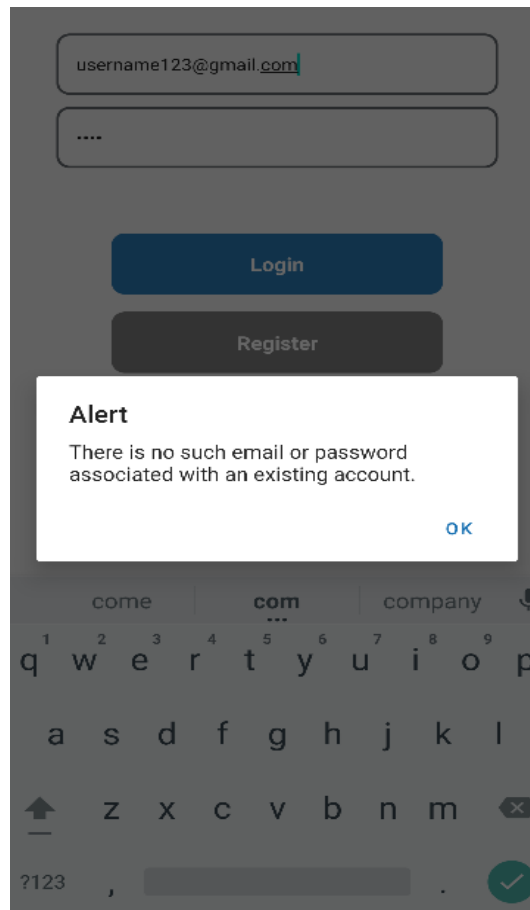 username123@gmail.com
••••
Login
Register
Alert
There is no such email or password
associated with an existing account.
OK
come com company
1 2 3 4 5 6 7 8 9
q w e r t y u i o p
a s d f g h j k l
z x c v b n m
?123 , .